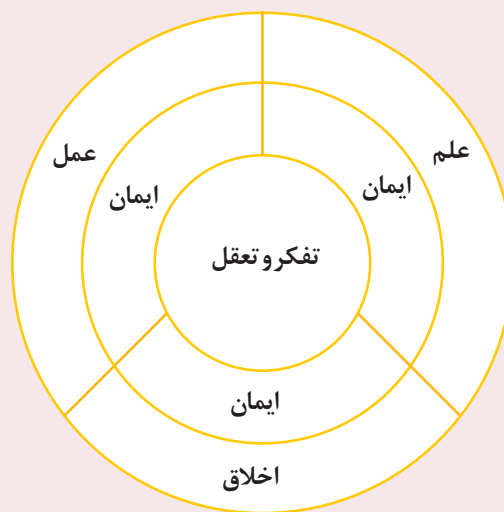 علم
عمل
ایمان
ایمان
تفکر و تعقل
ایمان
اخلاق